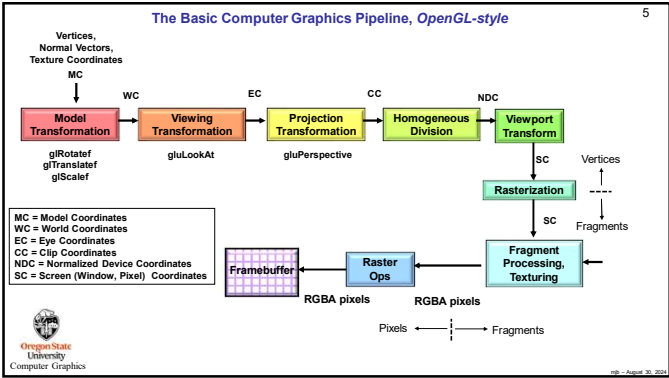 The Basic Computer Graphics Pipeline, OpenGL-style
5
Vertices,
Normal Vectors,
Texture Coordinates
MC
WC
EC
CC
NDC
Model
Transformation
Viewing
Transformation
Projection
Transformation
Homogeneous
Division
Viewport
Transform
glRotatef
glTranslatef
glScalef
gluLookAt
gluPerspective
SC
Vertices
Rasterization
Fragments
SC
MC = Model Coordinates
WC = World Coordinates
EC = Eye Coordinates
CC = Clip Coordinates
NDC = Normalized Device Coordinates
SC = Screen (Window, Pixel) Coordinates
Framebuffer
Raster
Ops
Fragment
Processing,
Texturing
RGBA pixels
RGBA pixels
Pixels
Fragments
Oregon State
University
Computer Graphics
mjb – August 30, 2024